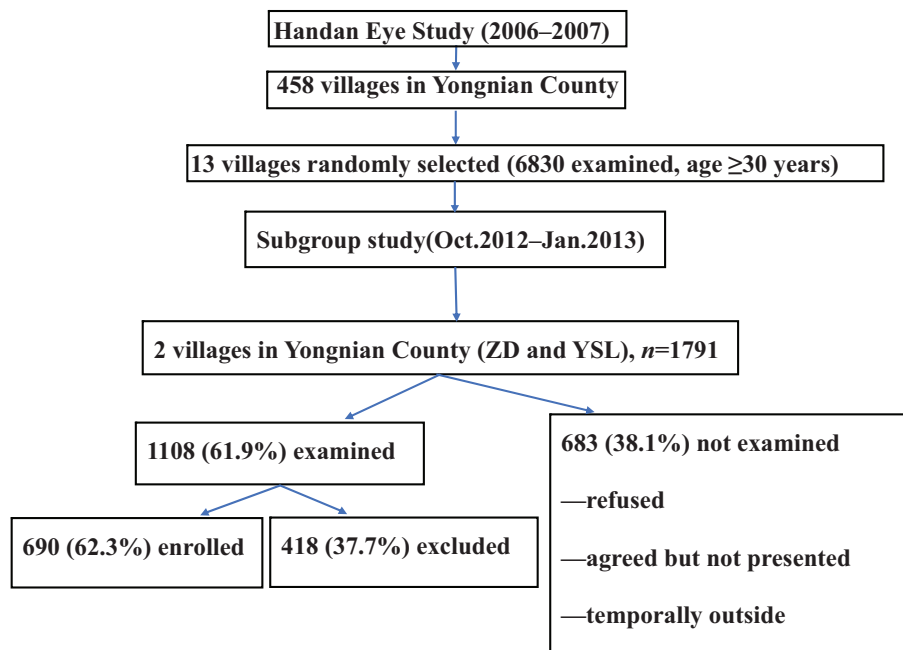 Handan Eye Study (2006–2007)
458 villages in Yongnian County
13 villages randomly selected (6830 examined, age ≥30 years)
Subgroup study(Oct.2012–Jan.2013)
2 villages in Yongnian County (ZD and YSL), n=1791
1108 (61.9%) examined
690 (62.3%) enrolled
418 (37.7%) excluded
683 (38.1%) not examined
—refused
—agreed but not presented
—temporally outside